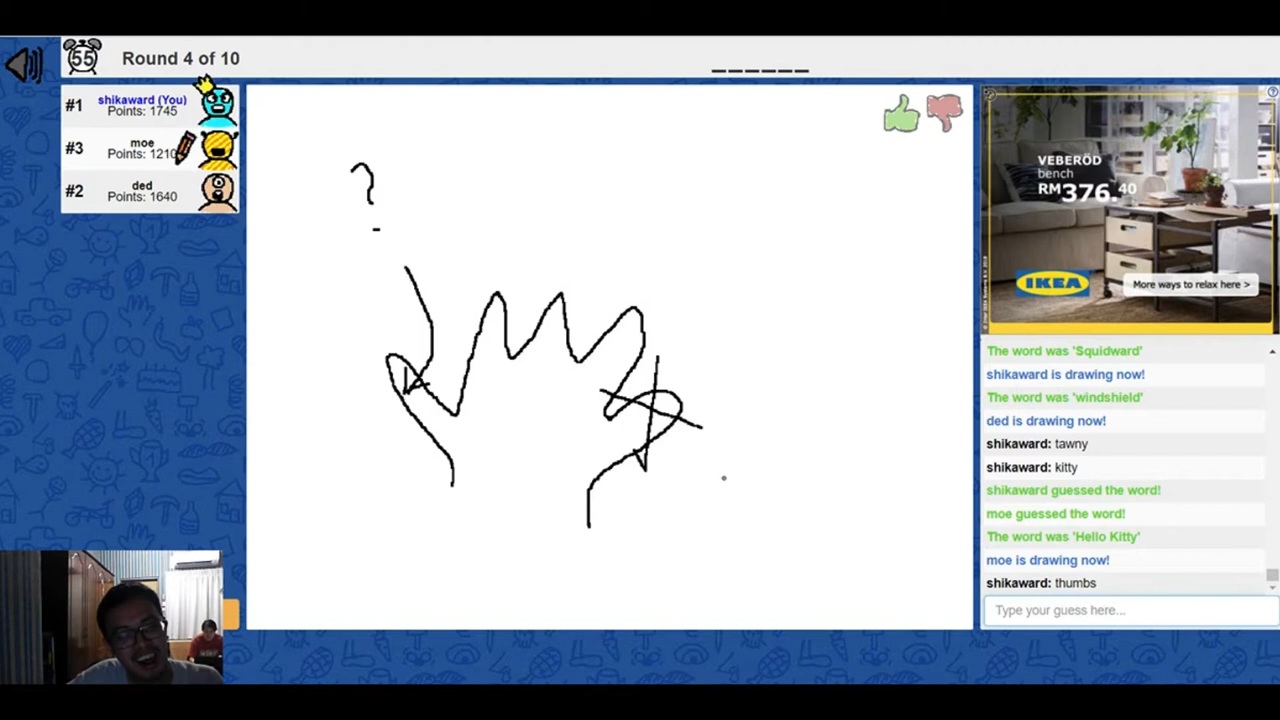 55
Round 4 of 10
______
#1
shikaward (You)
Points: 1745
#3
moe
Points: 1210
#2
ded
Points: 1640
?
VEBERÖD
bench
RM376.40
IKEA
More ways to relax here >
The word was 'Squidward'
shikaward is drawing now!
The word was 'windshield'
ded is drawing now!
shikaward: tawny
shikaward: kitty
shikaward guessed the word!
moe guessed the word!
The word was 'Hello Kitty'
moe is drawing now!
shikaward: thumbs
Type your guess here...